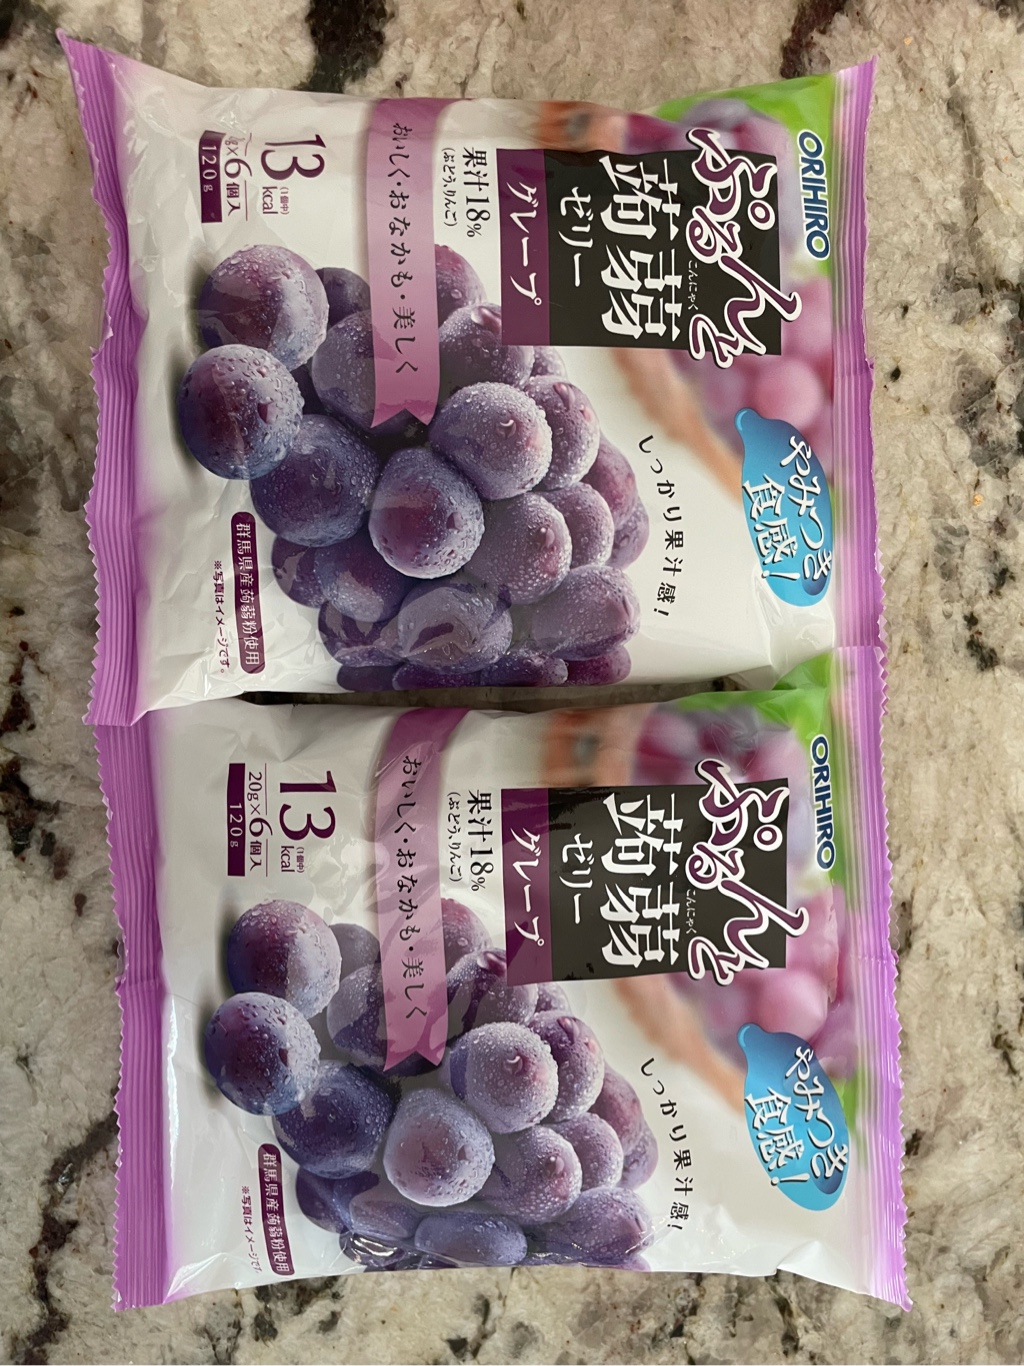 ORIHIRO
ぷるんと
こんにゃく
蒟蒻
ゼリー
グレープ
果汁18%
(ぶどう、りんご)
おいしく・おなかも・美しく
13
(1個中)
kcal
g×6個入
120g
やみつき
食感!
しっかり果汁感!
群馬県産蒟蒻粉使用
※写真はイメージです。
ORIHIRO
ぷるんと
こんにゃく
蒟蒻
ゼリー
グレープ
果汁18%
(ぶどう、りんご)
おいしく・おなかも・美しく
13
(1個中)
kcal
20g×6個入
120g
やみつき
食感!
しっかり果汁感!
群馬県産蒟蒻粉使用
※写真はイメージです